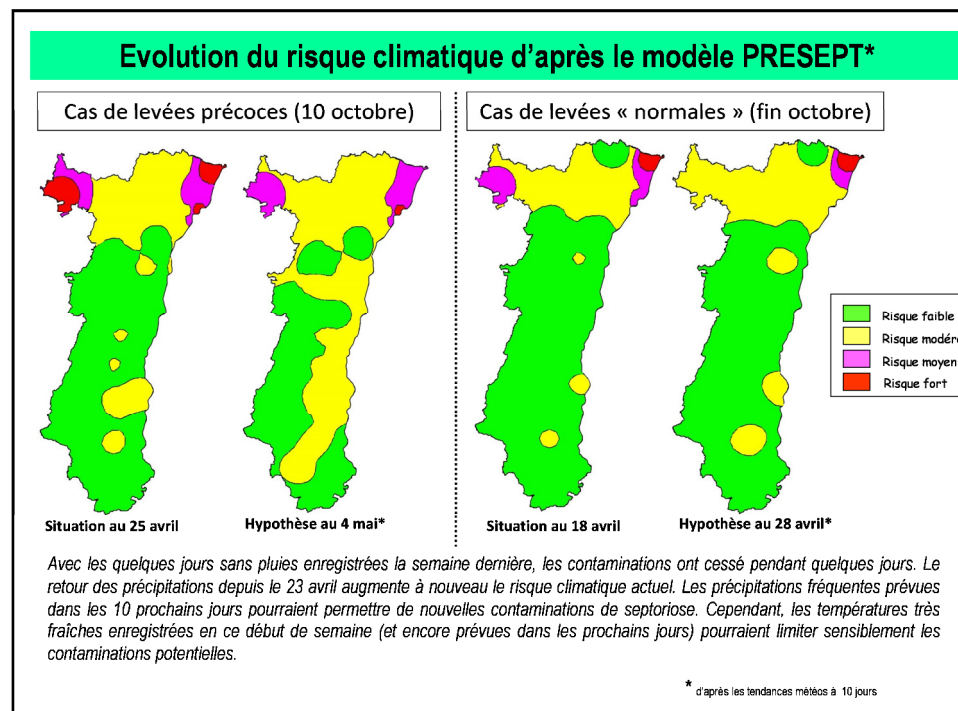 Evolution du risque climatique d'après le modèle PRESEPT*
Cas de levées précoces (10 octobre)
Cas de levées « normales » (fin octobre)
Risque faible
Risque modéré
Risque moyen
Risque fort
Situation au 25 avril
Hypothèse au 4 mai*
Situation au 18 avril
Hypothèse au 28 avril*
Avec les quelques jours sans pluies enregistrées la semaine dernière, les contaminations ont cessé pendant quelques jours. Le
retour des précipitations depuis le 23 avril augmente à nouveau le risque climatique actuel. Les précipitations fréquentes prévues
dans les 10 prochains jours pourraient permettre de nouvelles contaminations de septoriose. Cependant, les températures très
fraîches enregistrées en ce début de semaine (et encore prévues dans les prochains jours) pourraient limiter sensiblement les
contaminations potentielles.
* d'après les tendances météos à 10 jours